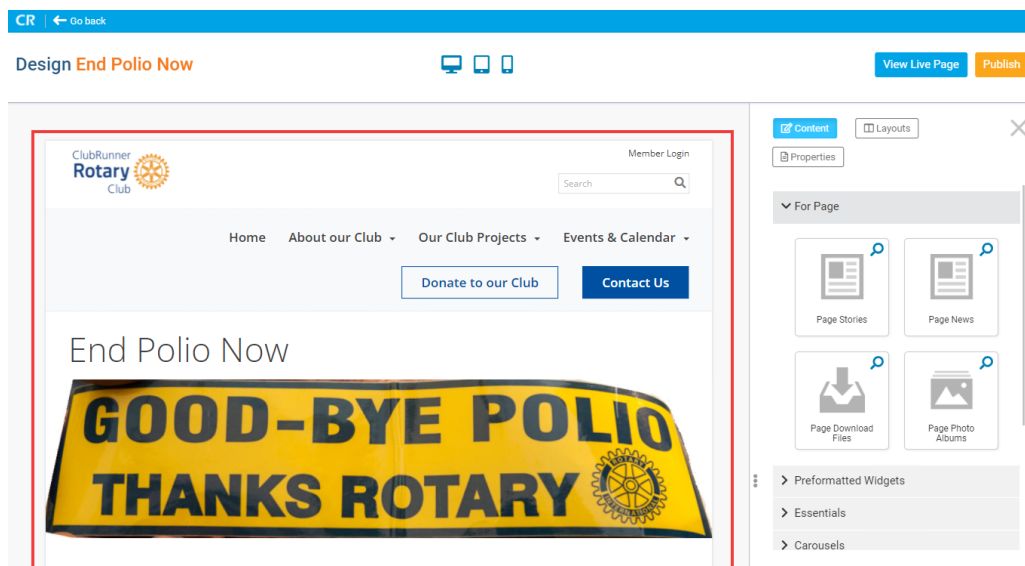 CR Go back
Design End Polio Now
View Live Page Publish
ClubRunner
Rotary
Club
Member Login
Search
Home About our Club Our Club Projects Events & Calendar
Donate to our Club Contact Us
End Polio Now
GOOD-BYE POLIO
THANKS ROTARY
ROTARY
INTERNATIONAL
Content Layouts
Properties
For Page
Page Stories Page News
Page Download
Files
Page Photo
Albums
Preformatted Widgets
Essentials
Carousels